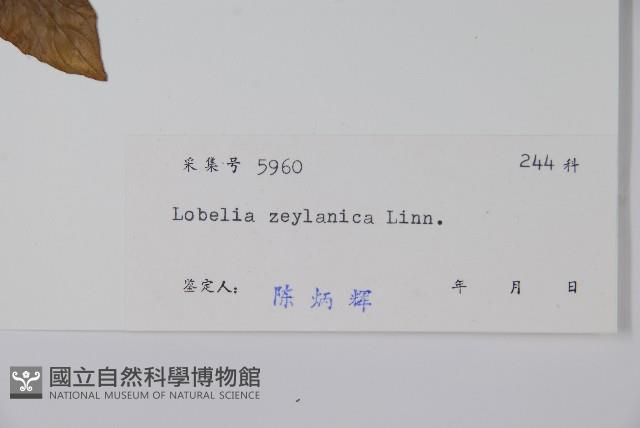 采集号 5960 244 科
Lobelia zeylanica Linn.
鉴定人: 陈炳辉 年 月 日
國立自然科學博物館
NATIONAL MUSEUM OF NATURAL SCIENCE